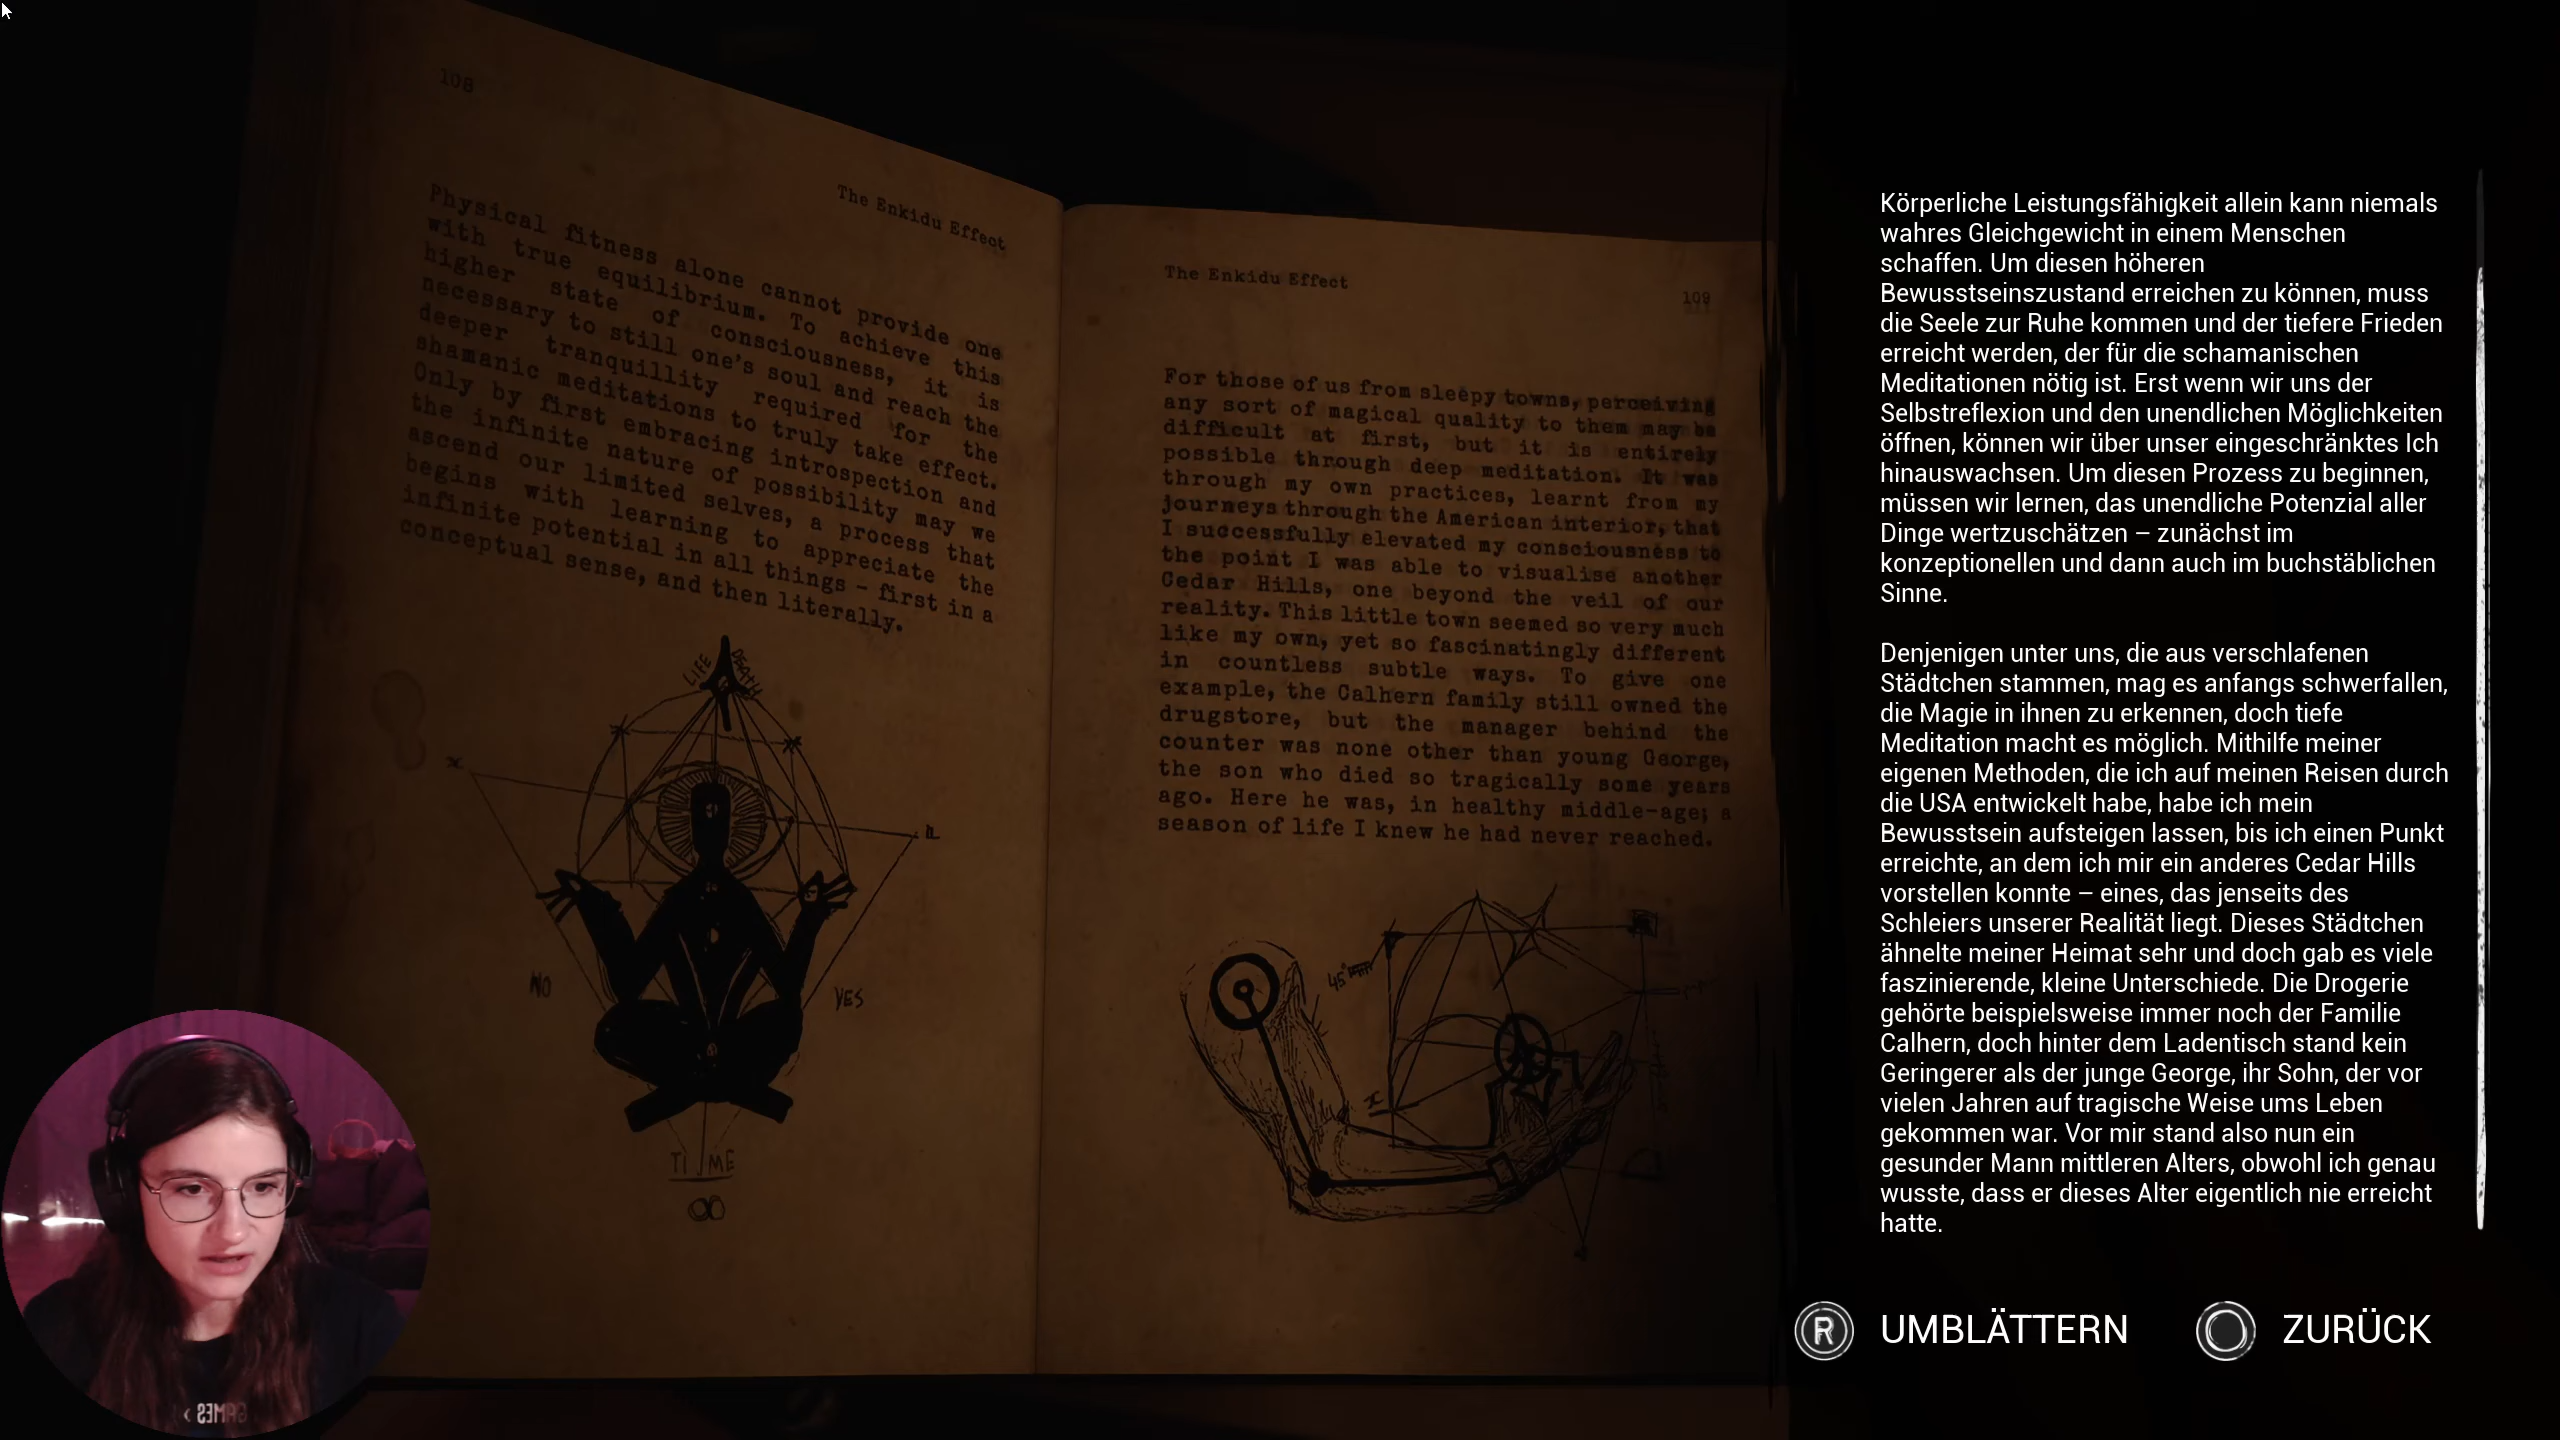 108
The Enkidu Effect
Physical fitness alone cannot provide one
with true equilibrium. To achieve this
higher state of consciousness, it is
necessary to still one's soul and reach the
deeper tranquillity required for the
shamanic meditations to truly take effect.
Only by first embracing introspection and
the infinite nature of possibility may we
ascend our limited selves, a process that
begins with learning to appreciate the
infinite potential in all things – first in a
conceptual sense, and then literally.
LIFE DEATH
x
h
NO
YES
TIME
The Enkidu Effect
109
For those of us from sleepy towns, perceiving
any sort of magical quality to them may be
difficult at first, but it is entirely
possible through deep meditation. It was
through my own practices, learnt from my
journeys through the American interior, that
I successfully elevated my consciousness to
the point I was able to visualise another
Cedar Hills, one beyond the veil of our
reality. This little town seemed so very much
like my own, yet so fascinatingly different
in countless subtle ways. To give one
example, the Calhern family still owned the
drugstore, but the manager behind the
counter was none other than young George,
the son who died so tragically some years
ago. Here he was, in healthy middle-age; a
season of life I knew he had never reached.
45°
x
Körperliche Leistungsfähigkeit allein kann niemals
wahres Gleichgewicht in einem Menschen
schaffen. Um diesen höheren
Bewusstseinszustand erreichen zu können, muss
die Seele zur Ruhe kommen und der tiefere Frieden
erreicht werden, der für die schamanischen
Meditationen nötig ist. Erst wenn wir uns der
Selbstreflexion und den unendlichen Möglichkeiten
öffnen, können wir über unser eingeschränktes Ich
hinauswachsen. Um diesen Prozess zu beginnen,
müssen wir lernen, das unendliche Potenzial aller
Dinge wertzuschätzen – zunächst im
konzeptionellen und dann auch im buchstäblichen
Sinne.
Denjenigen unter uns, die aus verschlafenen
Städtchen stammen, mag es anfangs schwerfallen,
die Magie in ihnen zu erkennen, doch tiefe
Meditation macht es möglich. Mithilfe meiner
eigenen Methoden, die ich auf meinen Reisen durch
die USA entwickelt habe, habe ich mein
Bewusstsein aufsteigen lassen, bis ich einen Punkt
erreichte, an dem ich mir ein anderes Cedar Hills
vorstellen konnte – eines, das jenseits des
Schleiers unserer Realität liegt. Dieses Städtchen
ähnelte meiner Heimat sehr und doch gab es viele
faszinierende, kleine Unterschiede. Die Drogerie
gehörte beispielsweise immer noch der Familie
Calhern, doch hinter dem Ladentisch stand kein
Geringerer als der junge George, ihr Sohn, der vor
vielen Jahren auf tragische Weise ums Leben
gekommen war. Vor mir stand also nun ein
gesunder Mann mittleren Alters, obwohl ich genau
wusste, dass er dieses Alter eigentlich nie erreicht
hatte.
R UMBLÄTTERN
ZURÜCK
GAMES